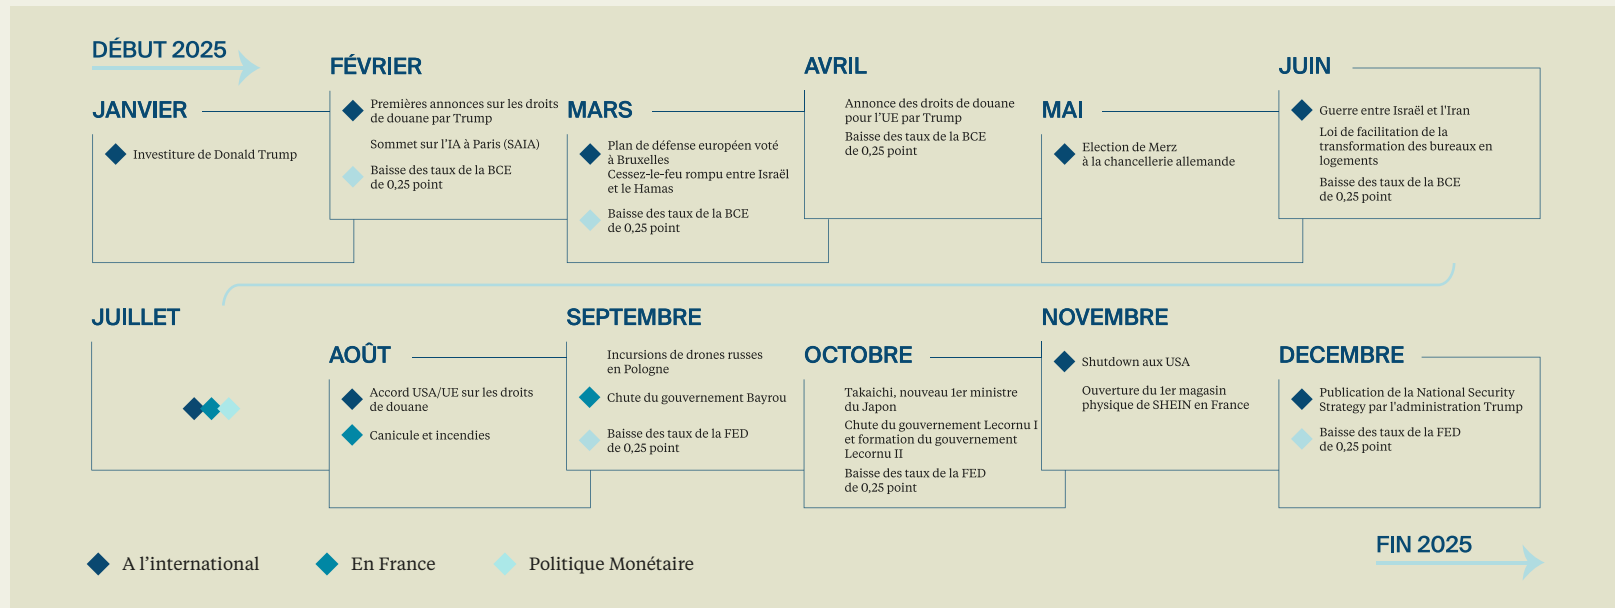 DÉBUT 2025
JANVIER
Investiture de Donald Trump
FÉVRIER
Premières annonces sur les droits
de douane par Trump
Sommet sur l'IA à Paris (SAIA)
Baisse des taux de la BCE
de 0,25 point
MARS
Plan de défense européen voté
à Bruxelles
Cessez-le-feu rompu entre Israël
et le Hamas
Baisse des taux de la BCE
de 0,25 point
AVRIL
Annonce des droits de douane
pour l'UE par Trump
Baisse des taux de la BCE
de 0,25 point
MAI
Election de Merz
à la chancellerie allemande
JUIN
Guerre entre Israël et l'Iran
Loi de facilitation de la
transformation des bureaux en
logements
Baisse des taux de la BCE
de 0,25 point
JUILLET
AOÛT
Accord USA/UE sur les droits
de douane
Canicule et incendies
SEPTEMBRE
Incursions de drones russes
en Pologne
Chute du gouvernement Bayrou
Baisse des taux de la FED
de 0,25 point
OCTOBRE
Takaichi, nouveau 1er ministre
du Japon
Chute du gouvernement Lecornu I
et formation du gouvernement
Lecornu II
Baisse des taux de la FED
de 0,25 point
NOVEMBRE
Shutdown aux USA
Ouverture du 1er magasin
physique de SHEIN en France
DECEMBRE
Publication de la National Security
Strategy par l'administration Trump
Baisse des taux de la FED
de 0,25 point
A l'international
En France
Politique Monétaire
FIN 2025